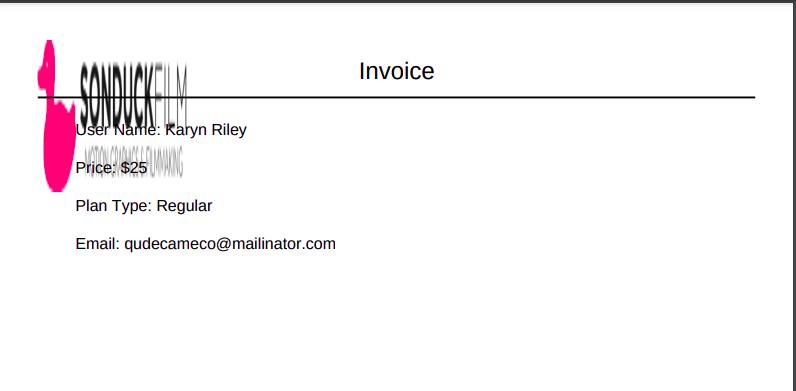 Invoice
SONDUCKFILM
User Name: Karyn Riley
MOTION GRAPHICS & FILMMAKING
Price: $25
Plan Type: Regular
Email: qudecameco@mailinator.com